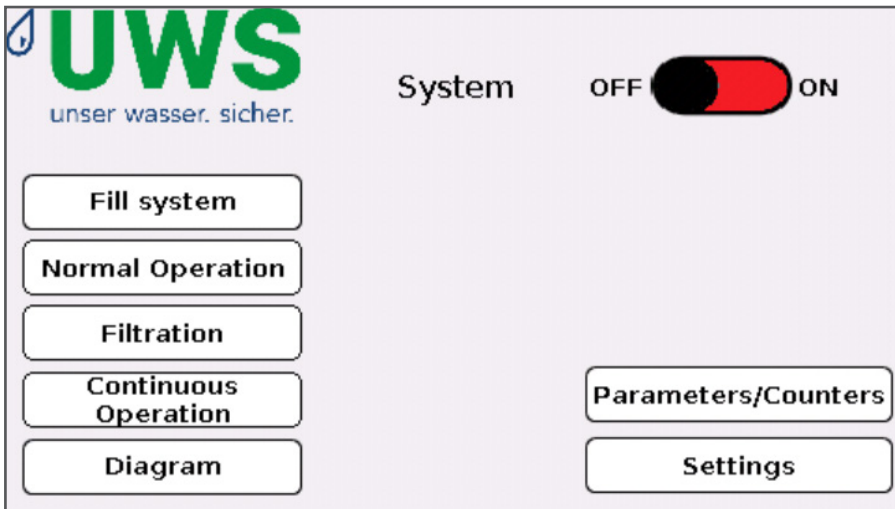 UWS
unser wasser. sicher.
System
OFF
ON
Fill system
Normal Operation
Filtration
Continuous
Operation
Diagram
Parameters/Counters
Settings